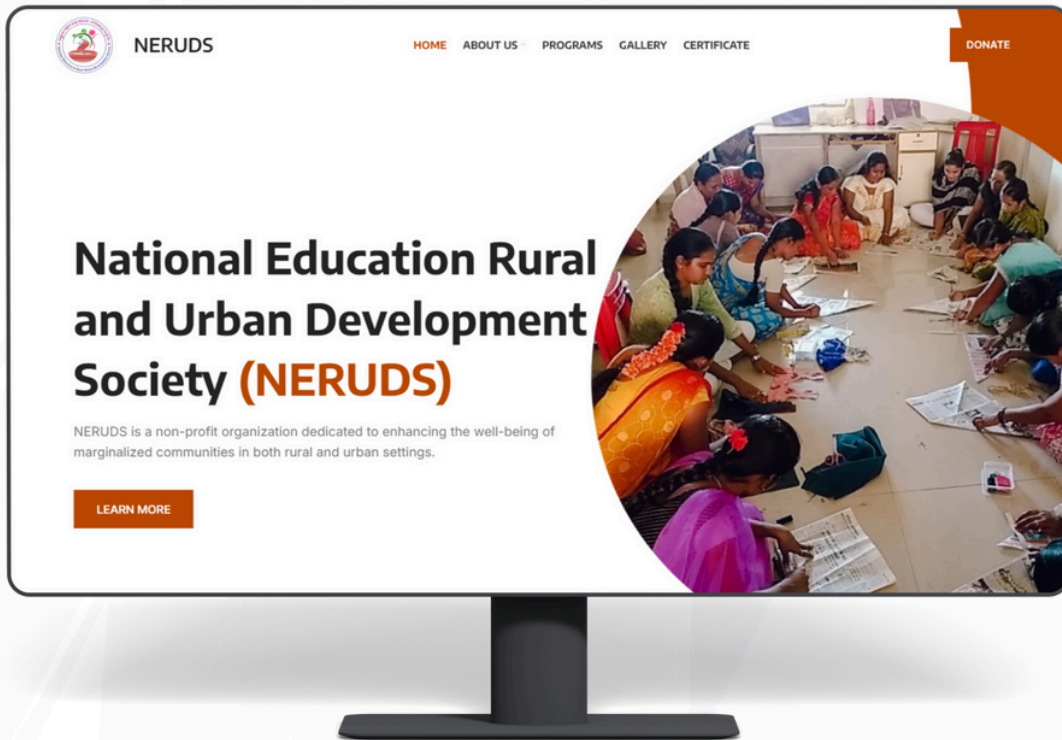 NERUDS
HOME ABOUT US PROGRAMS GALLERY CERTIFICATE
DONATE
National Education Rural
and Urban Development
Society (NERUDS)
NERUDS is a non-profit organization dedicated to enhancing the well-being of
marginalized communities in both rural and urban settings.
LEARN MORE